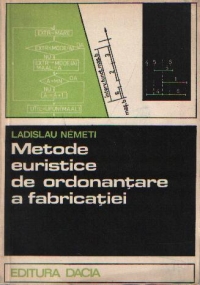 LADISLAU NEMETI
Metode
euristice
de ordonanțare
a fabricației
EDITURA DACIA